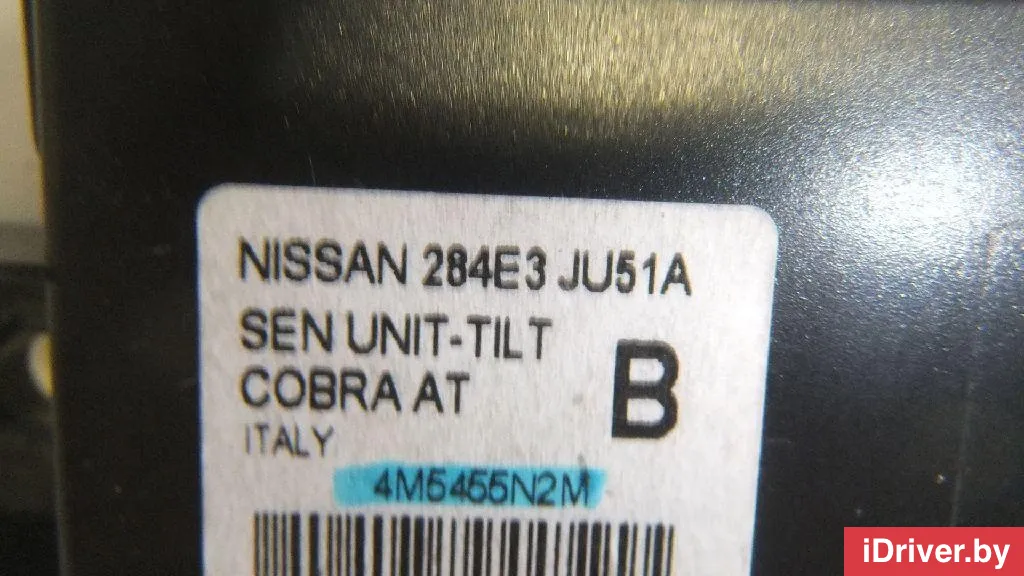 NISSAN 284E3 JU51A
SEN UNIT-TILT
COBRA AT
B
ITALY
4M5455N2M
iDriver.by